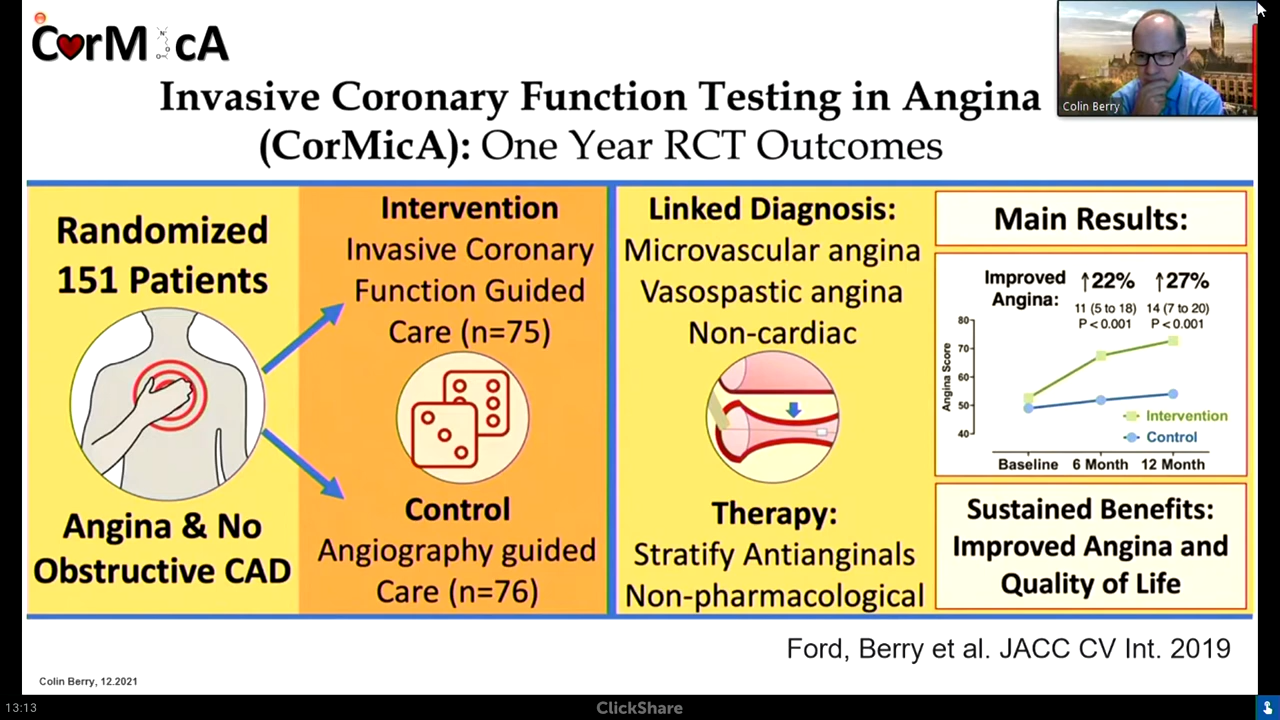 CorMicA
Colin Berry
Invasive Coronary Function Testing in Angina
(CorMicA): One Year RCT Outcomes
Randomized
151 Patients
Angina & No
Obstructive CAD
Intervention
Invasive Coronary
Function Guided
Care (n=75)
Control
Angiography guided
Care (n=76)
Linked Diagnosis:
Microvascular angina
Vasospastic angina
Non-cardiac
Therapy:
Stratify Antianginals
Non-pharmacological
Main Results:
Improved
Angina:
↑22% ↑27%
11 (5 to 18) 14 (7 to 20)
P < 0.001 P < 0.001
Angina Score
80
70
60
50
40
Intervention
Control
Baseline 6 Month 12 Month
Sustained Benefits:
Improved Angina and
Quality of Life
Ford, Berry et al. JACC CV Int. 2019
Colin Berry, 12.2021
13:13
ClickShare